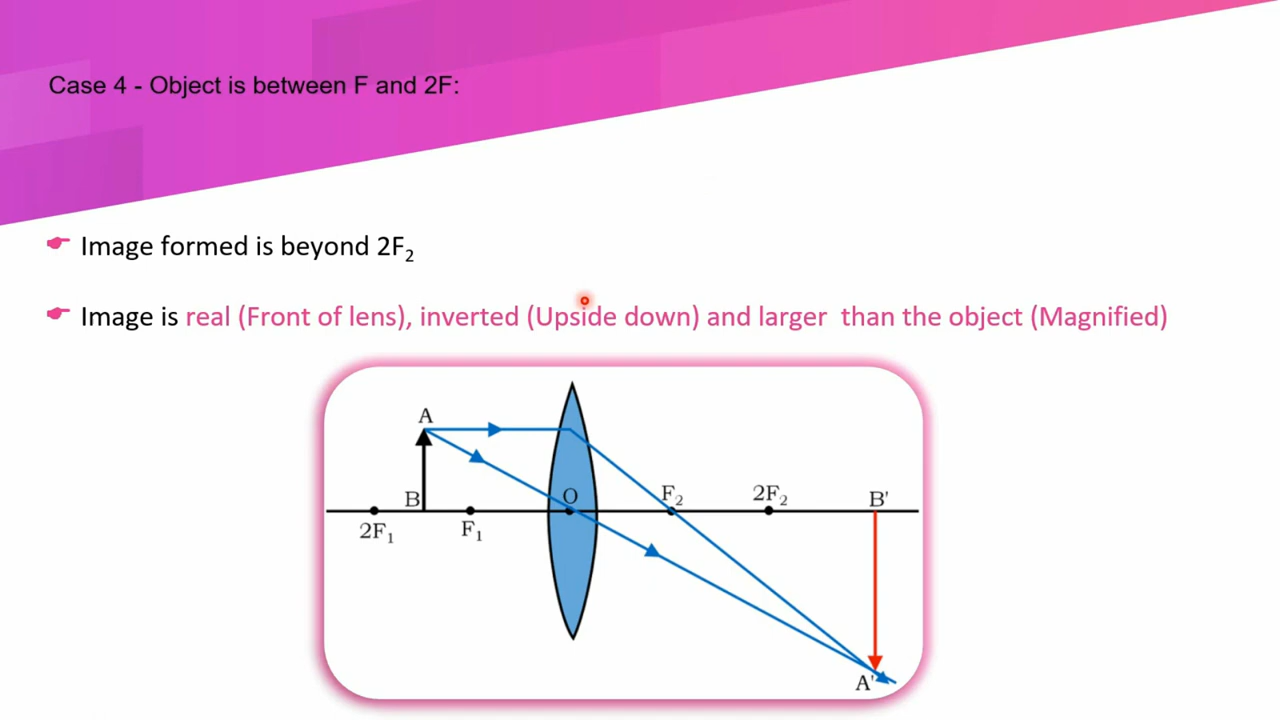 Case 4 - Object is between F and 2F:
Image formed is beyond 2F₂
Image is real (Front of lens), inverted (Upside down) and larger than the object (Magnified)
A
B
O
F₂
2F₂
B'
2F₁
F₁
A'